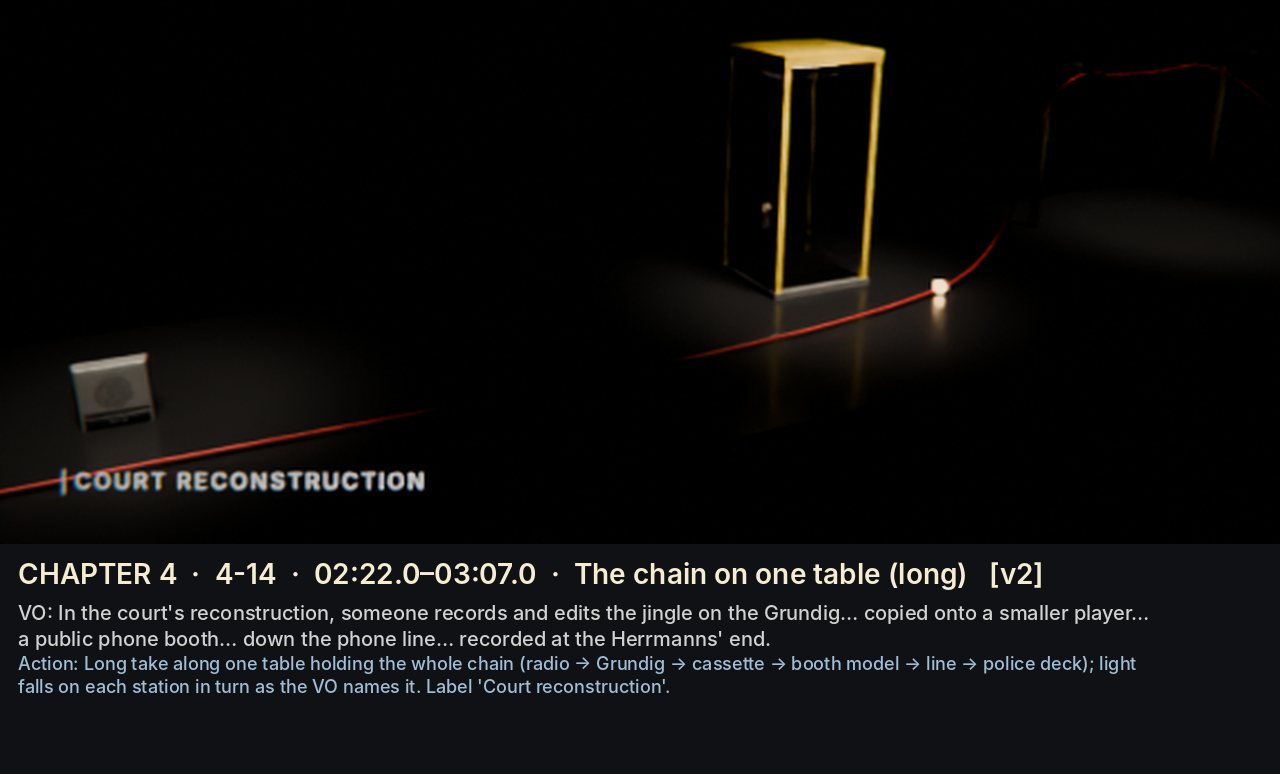 COURT RECONSTRUCTION
CHAPTER 4 · 4-14 · 02:22.0–03:07.0 · The chain on one table (long) [v2]
VO: In the court's reconstruction, someone records and edits the jingle on the Grundig... copied onto a smaller player...
a public phone booth... down the phone line... recorded at the Herrmanns' end.
Action: Long take along one table holding the whole chain (radio → Grundig → cassette → booth model → line → police deck); light
falls on each station in turn as the VO names it. Label 'Court reconstruction'.